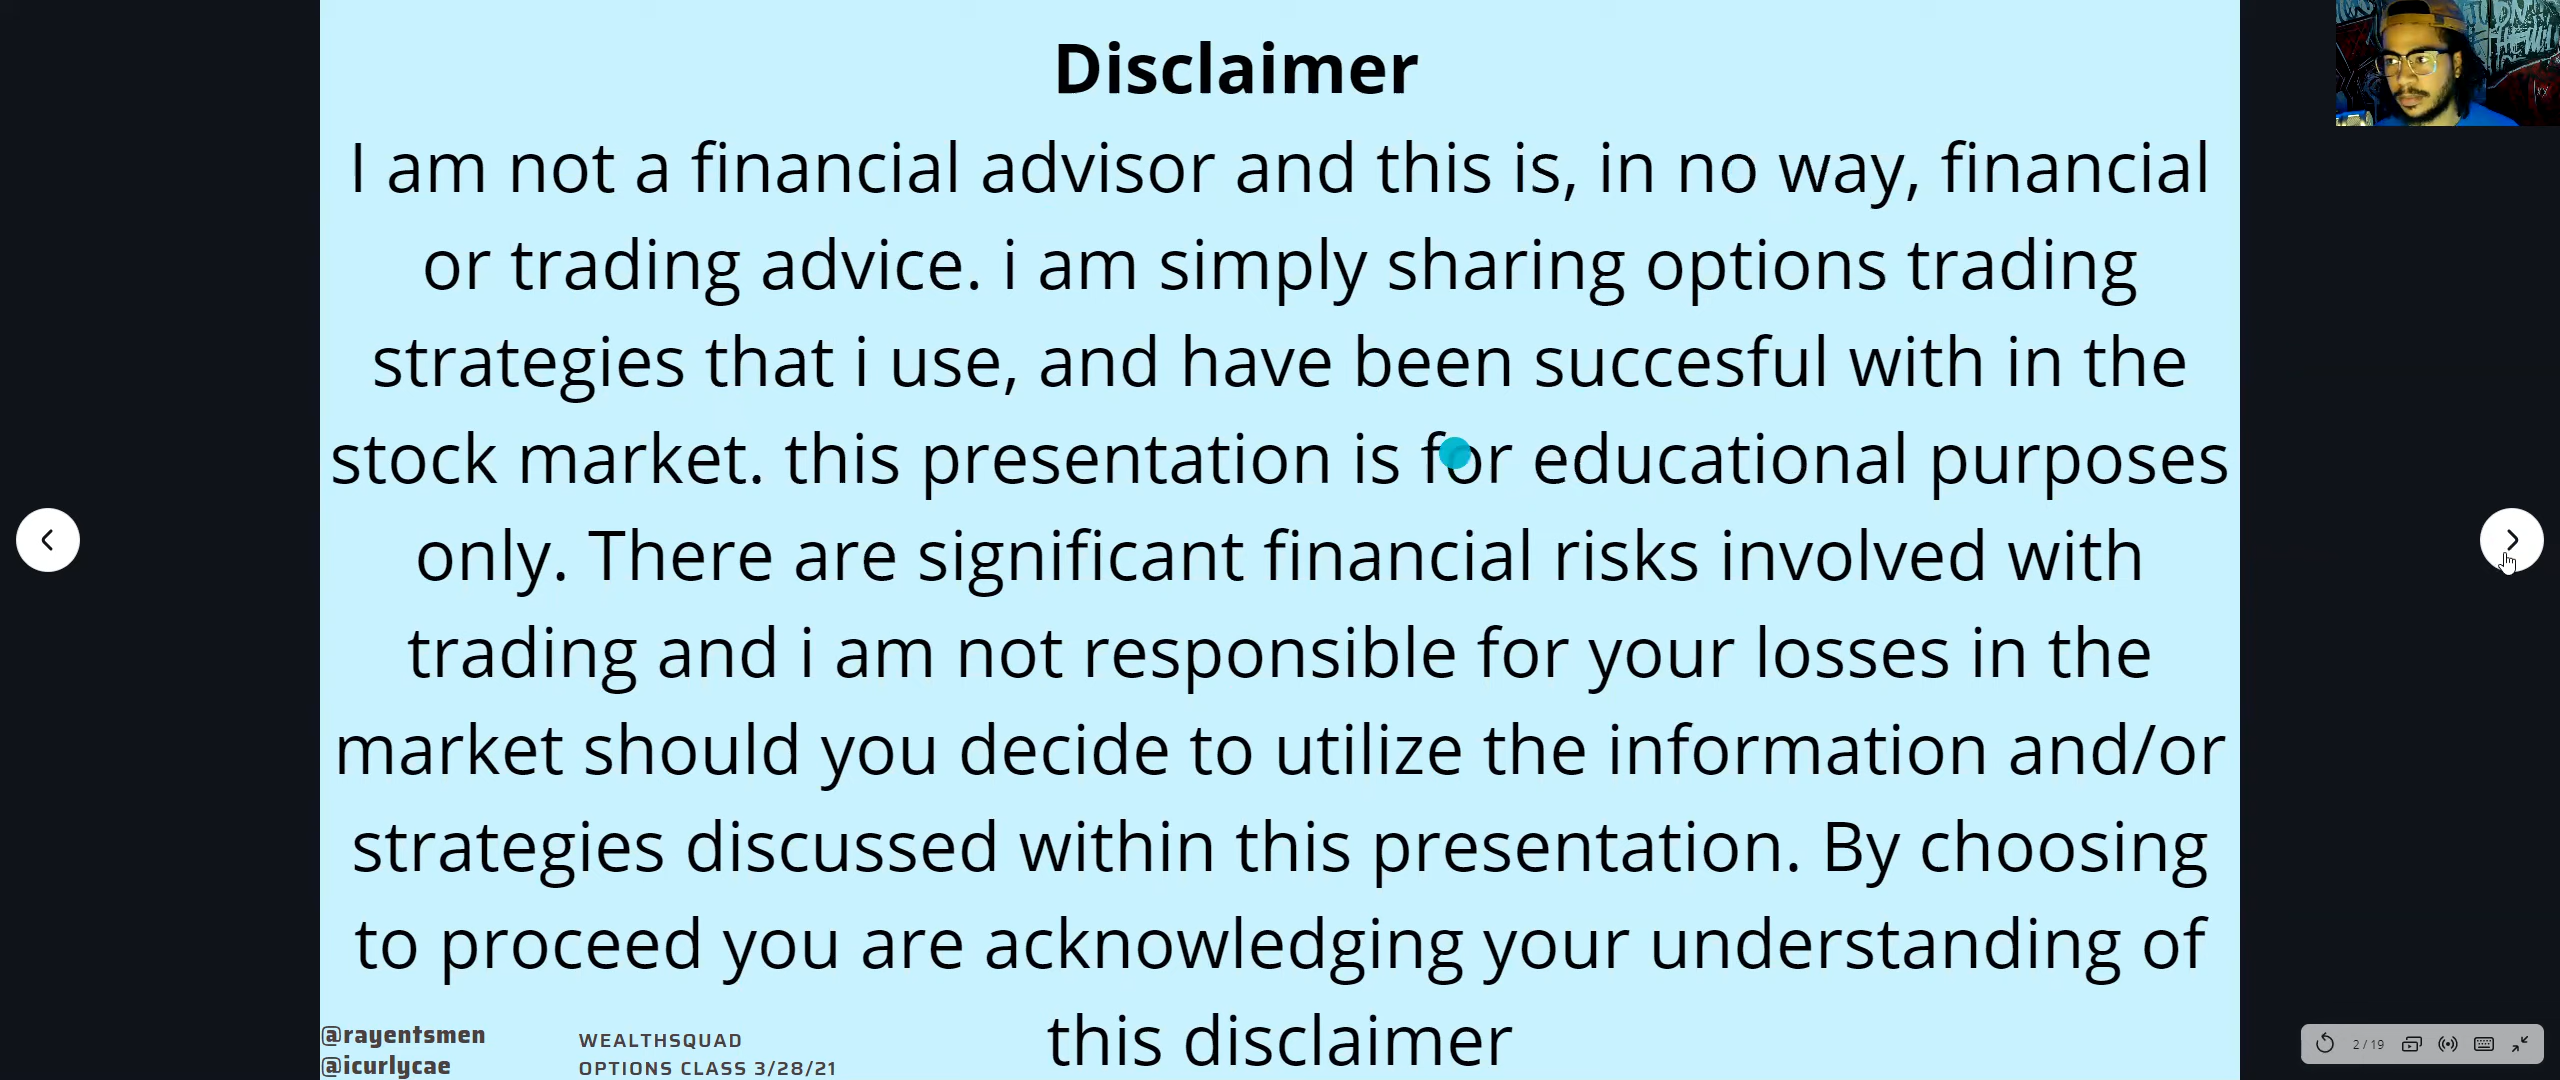 Disclaimer
I am not a financial advisor and this is, in no way, financial
or trading advice. i am simply sharing options trading
strategies that i use, and have been succesful with in the
stock market. this presentation is for educational purposes
only. There are significant financial risks involved with
trading and i am not responsible for your losses in the
market should you decide to utilize the information and/or
strategies discussed within this presentation. By choosing
to proceed you are acknowledging your understanding of
this disclaimer
@rayentsmen
@icurlycae
WEALTHSQUAD
OPTIONS CLASS 3/28/21
2 / 19